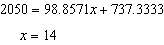 2050 = 98.8571x + 737.3333
x = 14